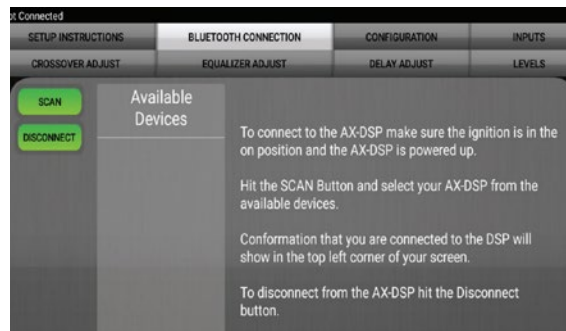 ot Connected
SETUP INSTRUCTIONS BLUETOOTH CONNECTION CONFIGURATION INPUTS
CROSSOVER ADJUST EQUALIZER ADJUST DELAY ADJUST LEVELS
SCAN
DISCONNECT
Available
Devices
To connect to the AX-DSP make sure the ignition is in the
on position and the AX-DSP is powered up.
Hit the SCAN Button and select your AX-DSP from the
available devices.
Conformation that you are connected to the DSP will
show in the top left corner of your screen.
To disconnect from the AX-DSP hit the Disconnect
button.